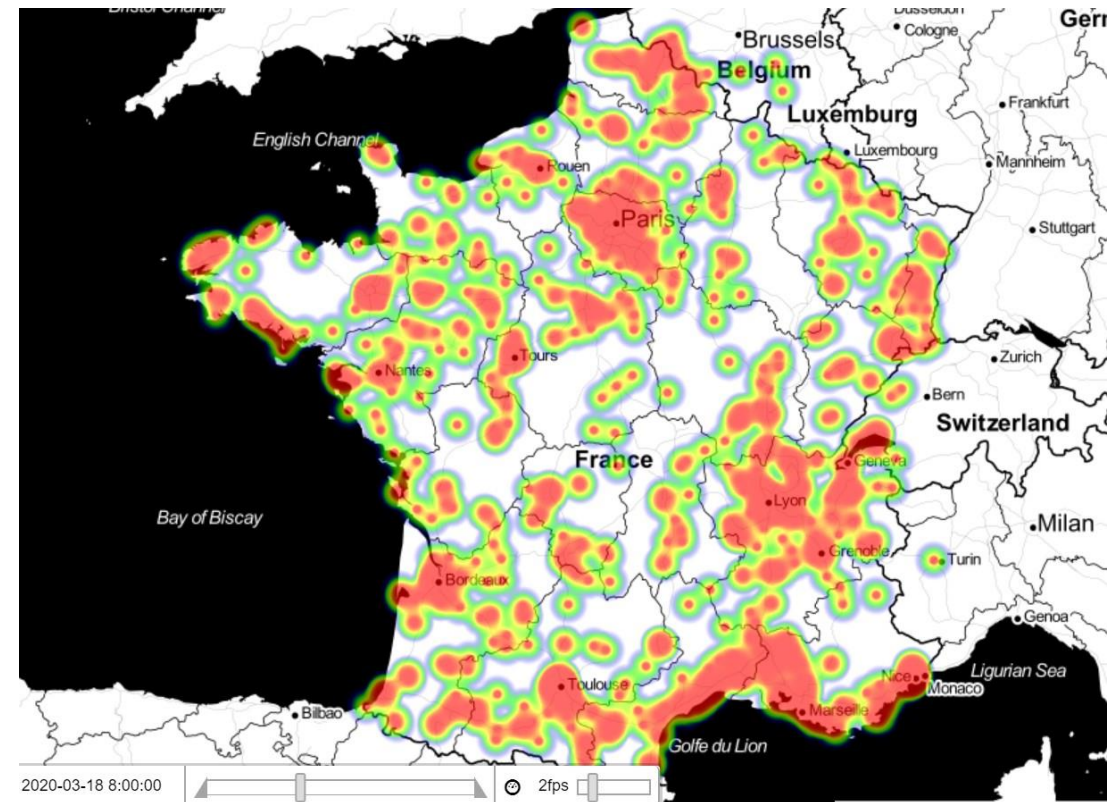 Bristol Channel
Dusseldorf
Germ
Cologne
Brussels
Belgium
Frankfurt
Luxemburg
English Channel
Luxembourg
Mannheim
Rouen
Paris
Stuttgart
Zurich
Tours
Nantes
Bern
Switzerland
France
Geneva
Lyon
Bay of Biscay
Milan
Grenoble
Turin
Bordeaux
Genoa
Ligurian Sea
Nice
Toulouse
Monaco
Marseille
Bilbao
Golfe du Lion
2020-03-18 8:00:00
2fps